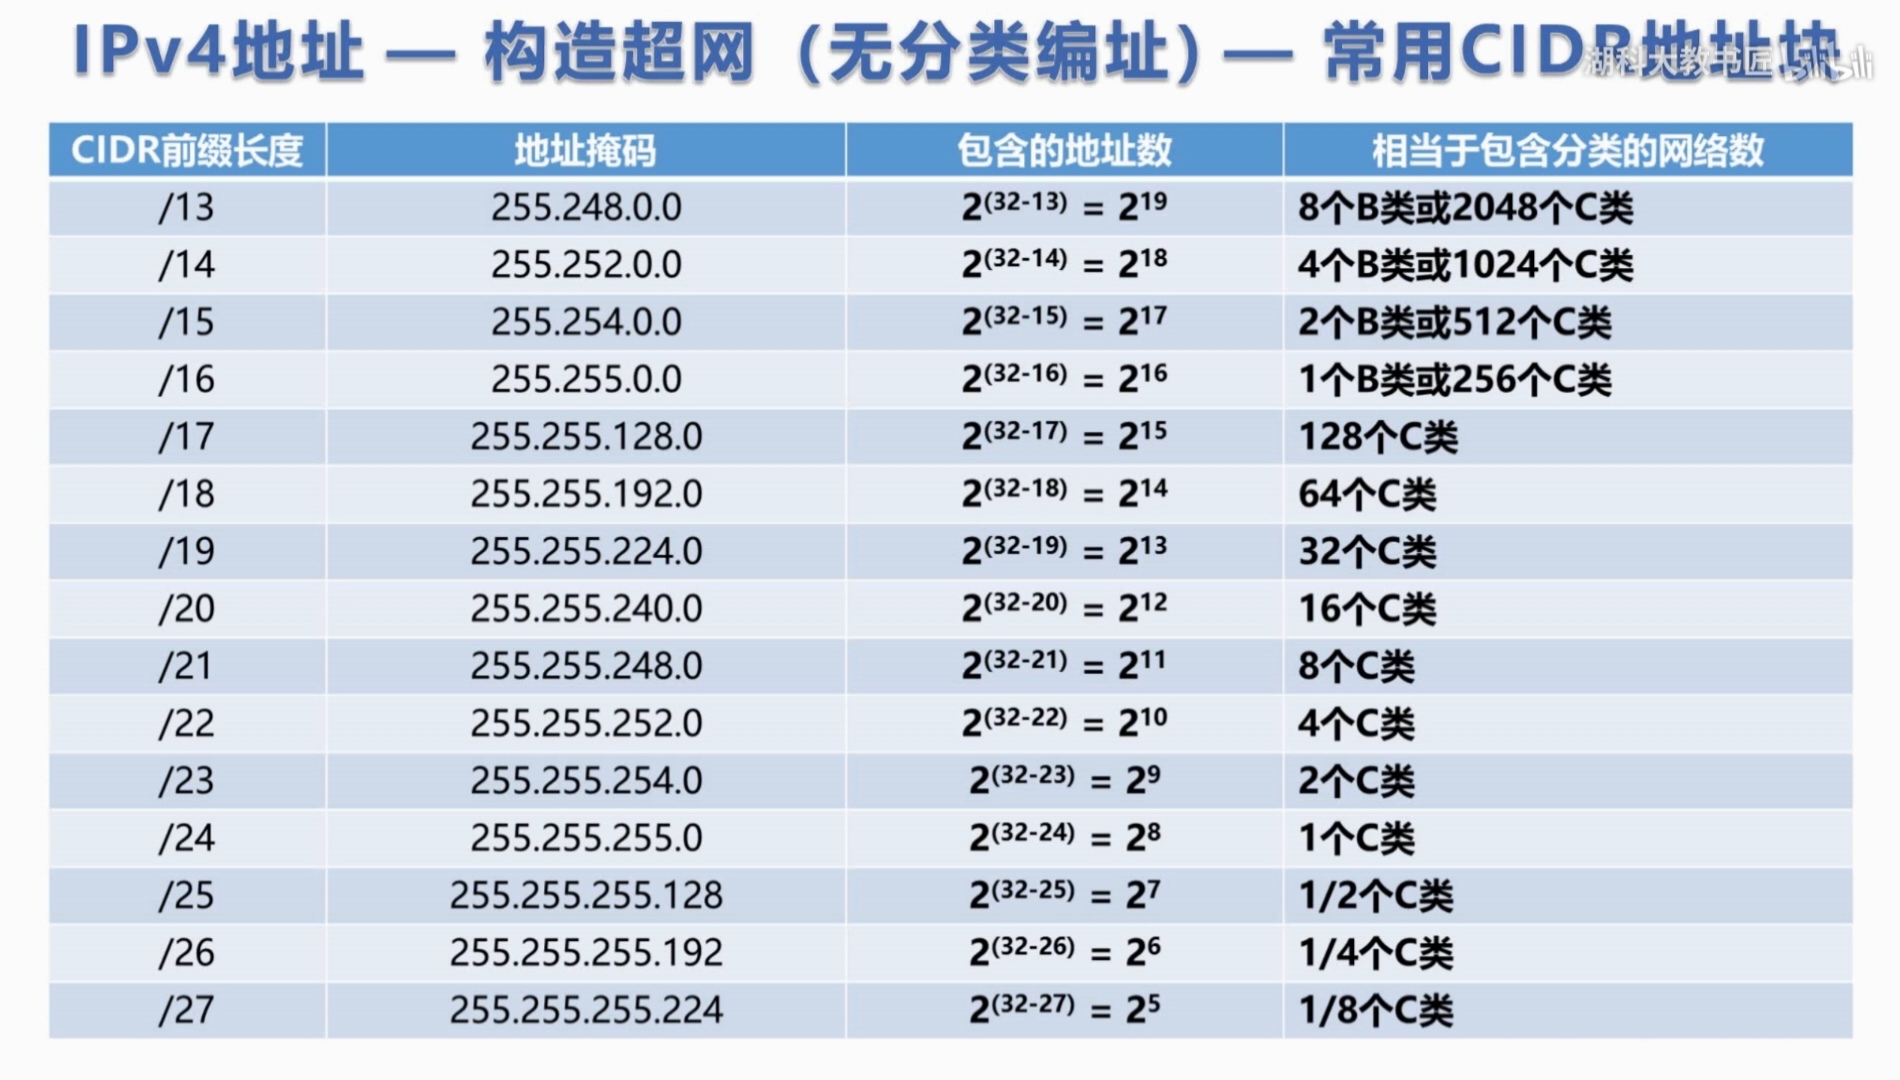 IPv4地址 — 构造超网（无分类编址）— 常用CIDR地址块
湖科大教书匠 bilibili
CIDR前缀长度 地址掩码 包含的地址数 相当于包含分类的网络数
/13 255.248.0.0 2^(32-13) = 2^19 8个B类或2048个C类
/14 255.252.0.0 2^(32-14) = 2^18 4个B类或1024个C类
/15 255.254.0.0 2^(32-15) = 2^17 2个B类或512个C类
/16 255.255.0.0 2^(32-16) = 2^16 1个B类或256个C类
/17 255.255.128.0 2^(32-17) = 2^15 128个C类
/18 255.255.192.0 2^(32-18) = 2^14 64个C类
/19 255.255.224.0 2^(32-19) = 2^13 32个C类
/20 255.255.240.0 2^(32-20) = 2^12 16个C类
/21 255.255.248.0 2^(32-21) = 2^11 8个C类
/22 255.255.252.0 2^(32-22) = 2^10 4个C类
/23 255.255.254.0 2^(32-23) = 2^9 2个C类
/24 255.255.255.0 2^(32-24) = 2^8 1个C类
/25 255.255.255.128 2^(32-25) = 2^7 1/2个C类
/26 255.255.255.192 2^(32-26) = 2^6 1/4个C类
/27 255.255.255.224 2^(32-27) = 2^5 1/8个C类